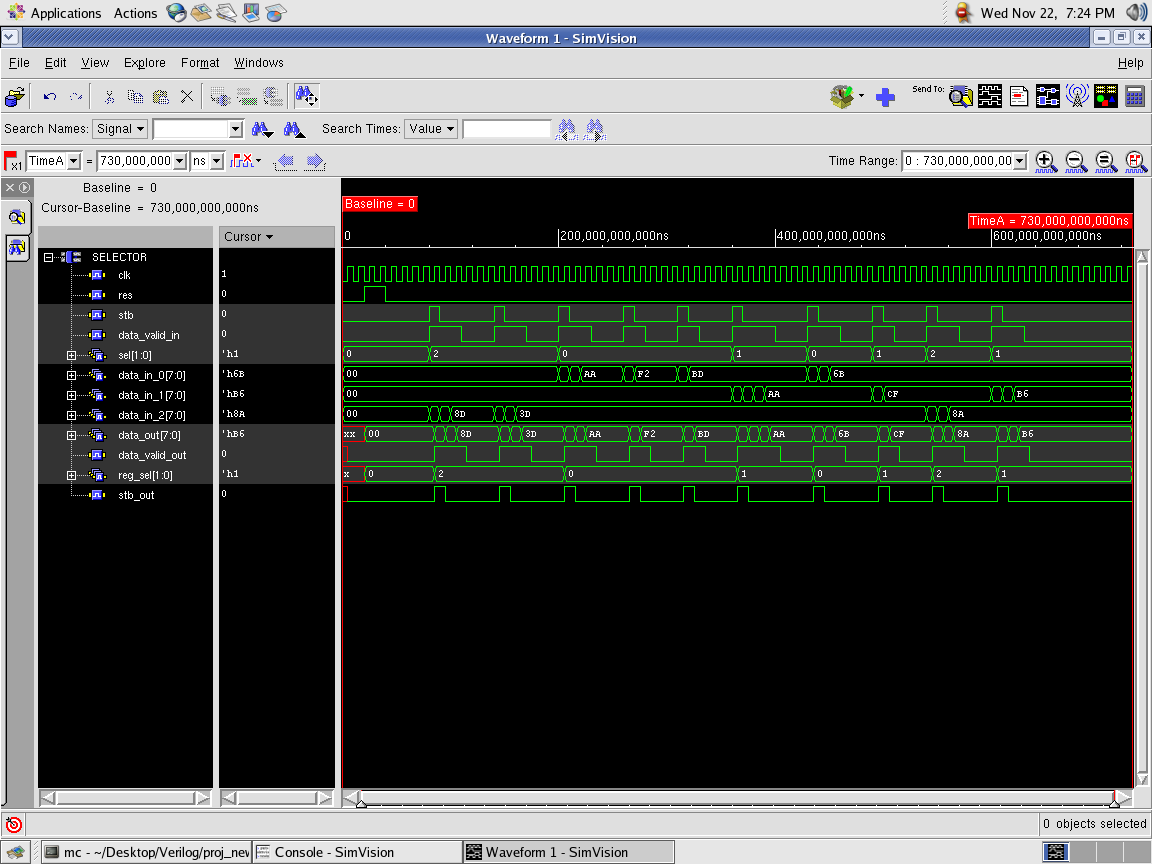 Applications Actions Wed Nov 22, 7:24 PM
Waveform 1 - SimVision
File Edit View Explore Format Windows Help
Send To:
Search Names: Signal Search Times: Value
x1 TimeA = 730,000,000 ns Time Range: 0 : 730,000,000,00
Baseline = 0
Cursor-Baseline = 730,000,000,000ns
Baseline = 0
TimeA = 730,000,000,000ns
Cursor 0 200,000,000,000ns 400,000,000,000ns 600,000,000,000ns
SELECTOR
clk 1
res 0
stb 0
data_valid_in 0
sel[1:0] 'h1 0 2 0 1 0 1 2 1
data_in_0[7:0] 'h6B 00 AA F2 BD 6B
data_in_1[7:0] 'hB6 00 AA CF B6
data_in_2[7:0] 'h8A 00 8D 3D 8A
data_out[7:0] 'hB6 xx 00 8D 3D AA F2 BD AA 6B CF 8A B6
data_valid_out 0
reg_sel[1:0] 'h1 x 0 2 0 1 0 1 2 1
stb_out 0
0 objects selected
mc - ~/Desktop/Verilog/proj_new Console - SimVision Waveform 1 - SimVision